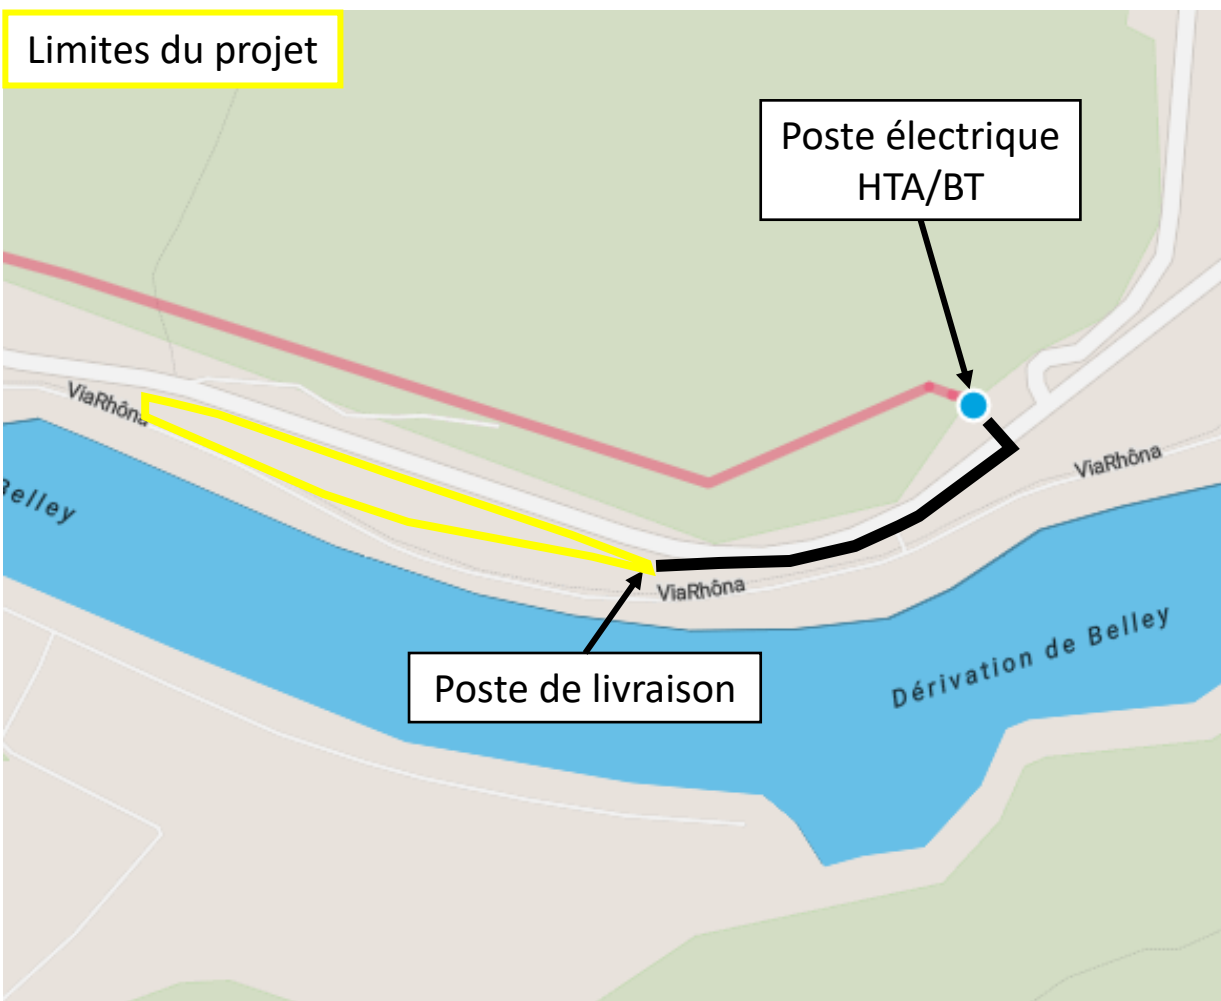 Limites du projet
Poste électrique
HTA/BT
ViaRhôna
ViaRhôna
Belley
ViaRhôna
Poste de livraison
Dérivation de Belley